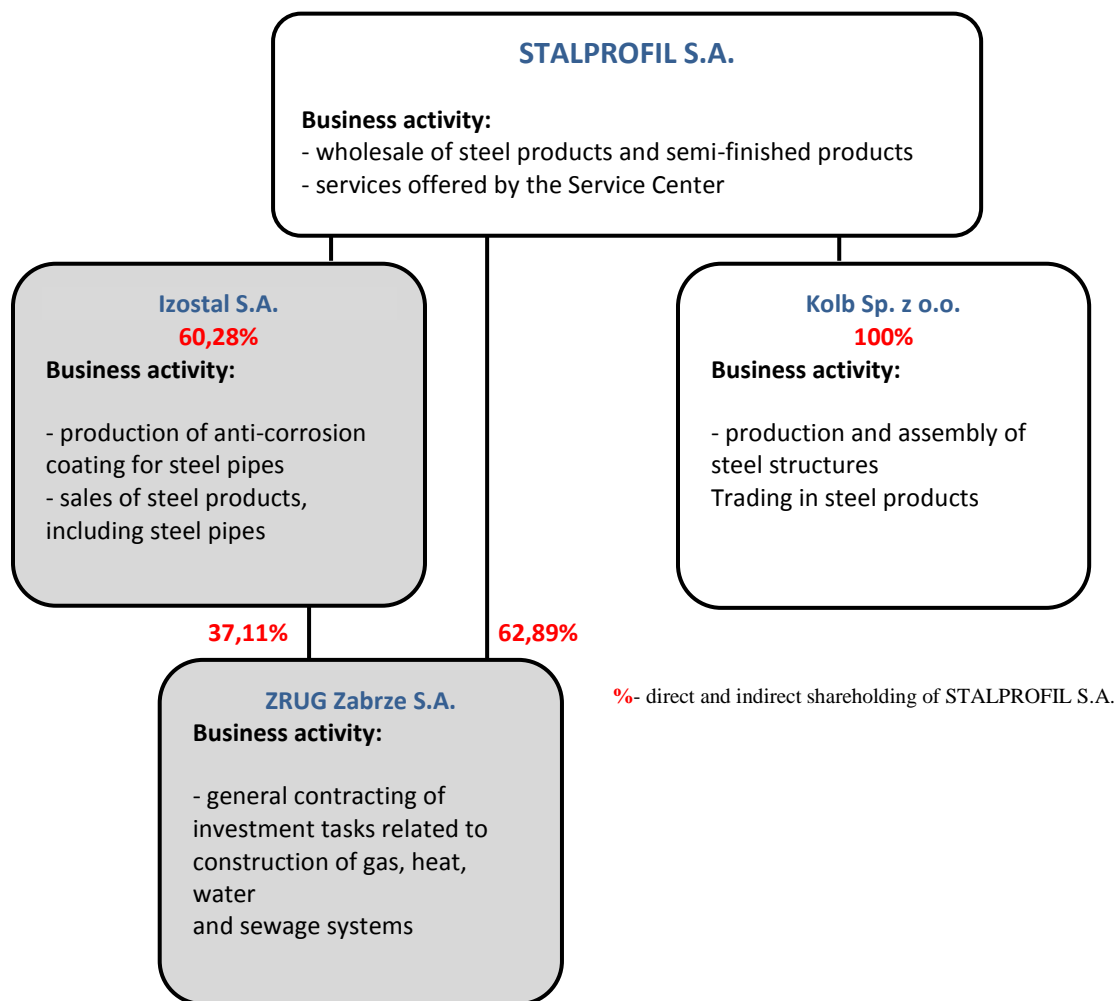 STALPROFIL S.A.
Business activity:
- wholesale of steel products and semi-finished products
- services offered by the Service Center
Izostal S.A.
60,28%
Business activity:
- production of anti-corrosion
coating for steel pipes
- sales of steel products,
including steel pipes
Kolb Sp. z o.o.
100%
Business activity:
- production and assembly of
steel structures
Trading in steel products
37,11%
62,89%
ZRUG Zabrze S.A.
Business activity:
- general contracting of
investment tasks related to
construction of gas, heat,
water
and sewage systems
%- direct and indirect shareholding of STALPROFIL S.A.